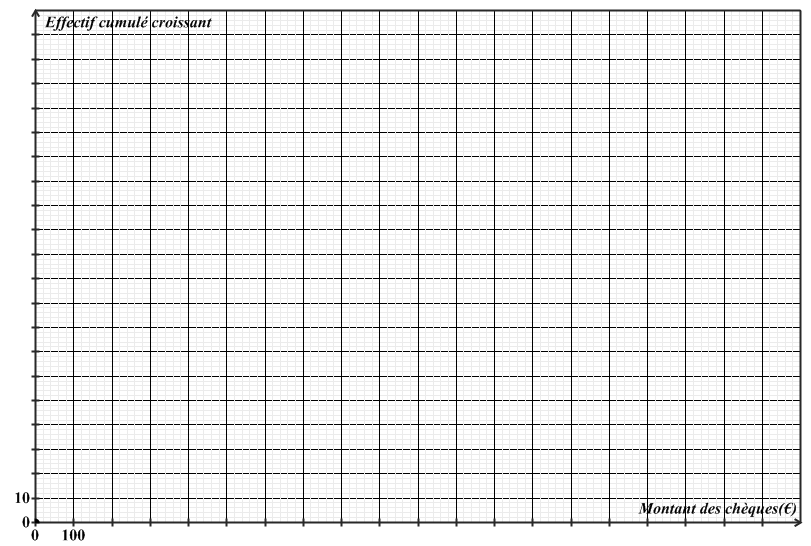 Effectif cumulé croissant
10
Montant des chèques(€)
0
0 100